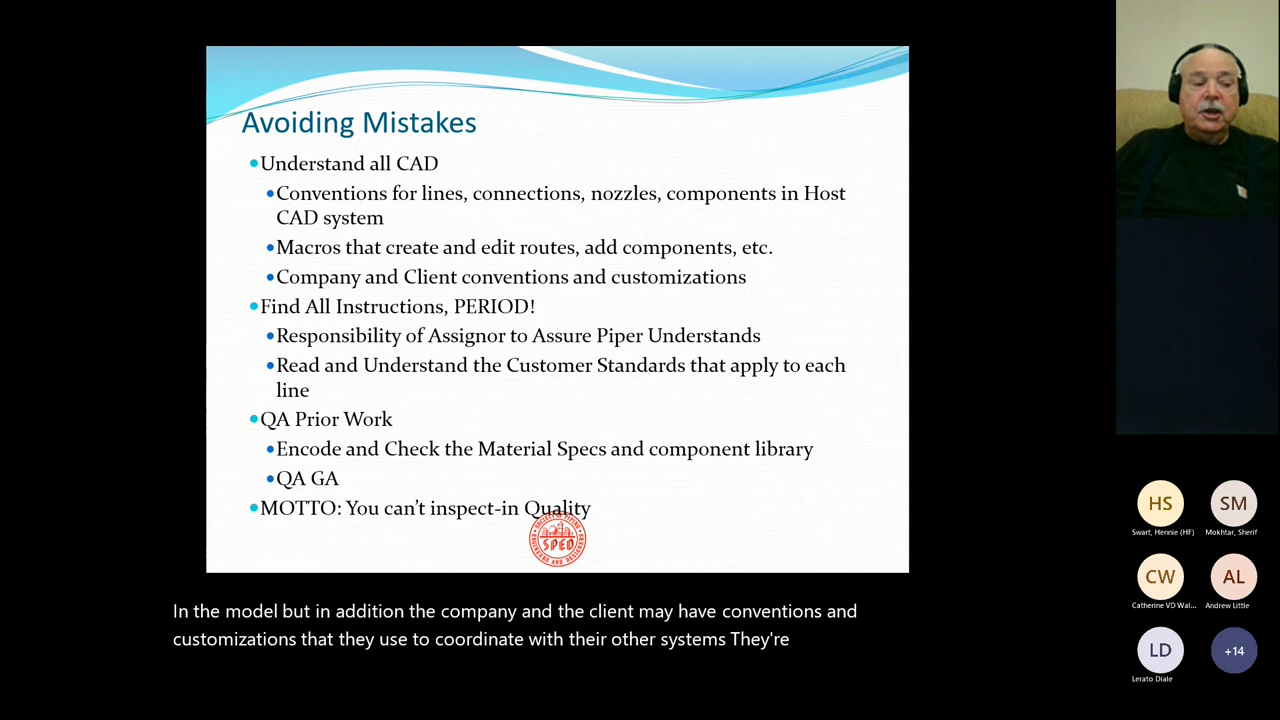 Avoiding Mistakes
•Understand all CAD
•Conventions for lines, connections, nozzles, components in Host
CAD system
•Macros that create and edit routes, add components, etc.
•Company and Client conventions and customizations
•Find All Instructions, PERIOD!
•Responsibility of Assignor to Assure Piper Understands
•Read and Understand the Customer Standards that apply to each
line
•QA Prior Work
•Encode and Check the Material Specs and component library
•QA GA
•MOTTO: You can't inspect-in Quality
SOCIETY OF PIPING
SPED
ENGINEERS AND DESIGNERS
In the model but in addition the company and the client may have conventions and
customizations that they use to coordinate with their other systems They're
HS
SM
Swart, Hennie (HF)
Mokhtar, Sherif
CW
AL
Catherine VD Wal...
Andrew Little
LD
+14
Lerato Diale